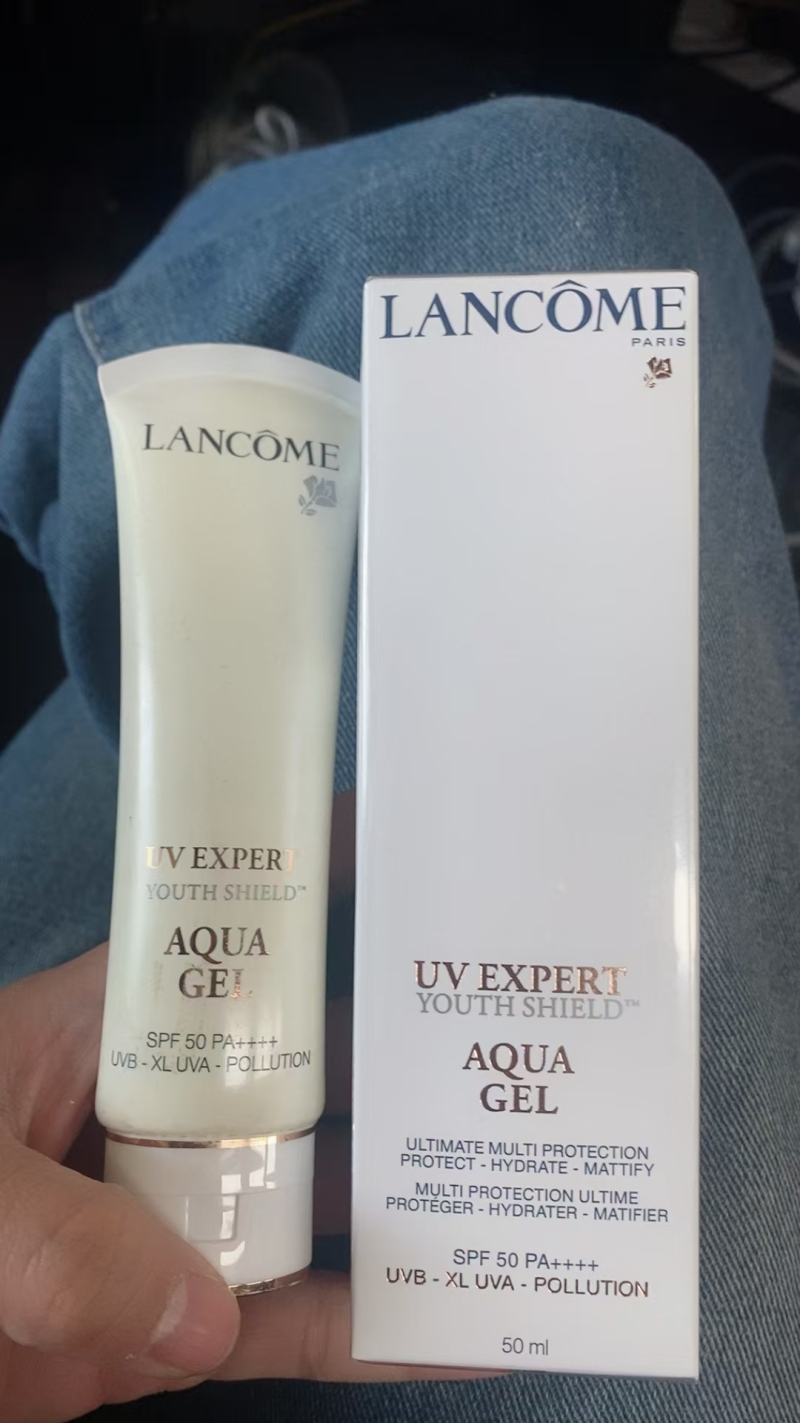 LANCÔME
UV EXPERT
YOUTH SHIELD™
AQUA
GEL
SPF 50 PA++++
UVB - XL UVA - POLLUTION
LANCÔME
PARIS
UV EXPERT
YOUTH SHIELD™
AQUA
GEL
ULTIMATE MULTI PROTECTION
PROTECT - HYDRATE - MATTIFY
MULTI PROTECTION ULTIME
PROTÉGER - HYDRATER - MATIFIER
SPF 50 PA++++
UVB - XL UVA - POLLUTION
50 ml